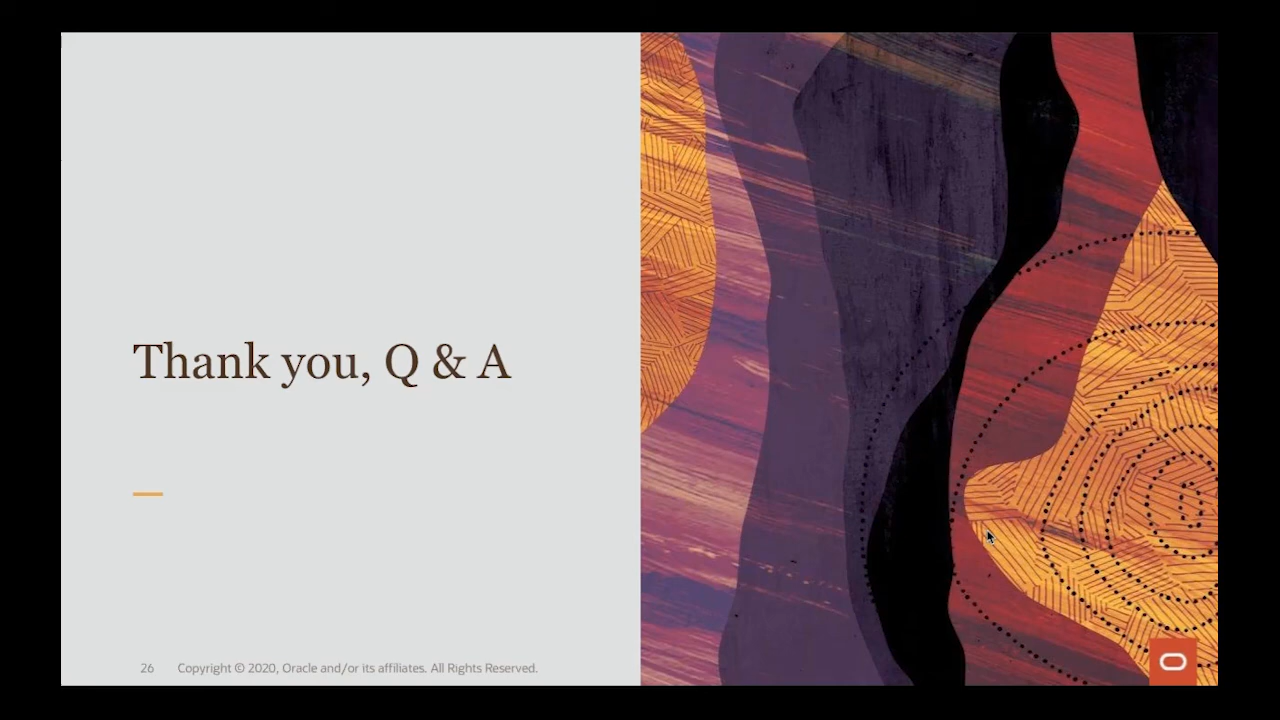 Thank you, Q & A
26 Copyright © 2020, Oracle and/or its affiliates. All Rights Reserved.